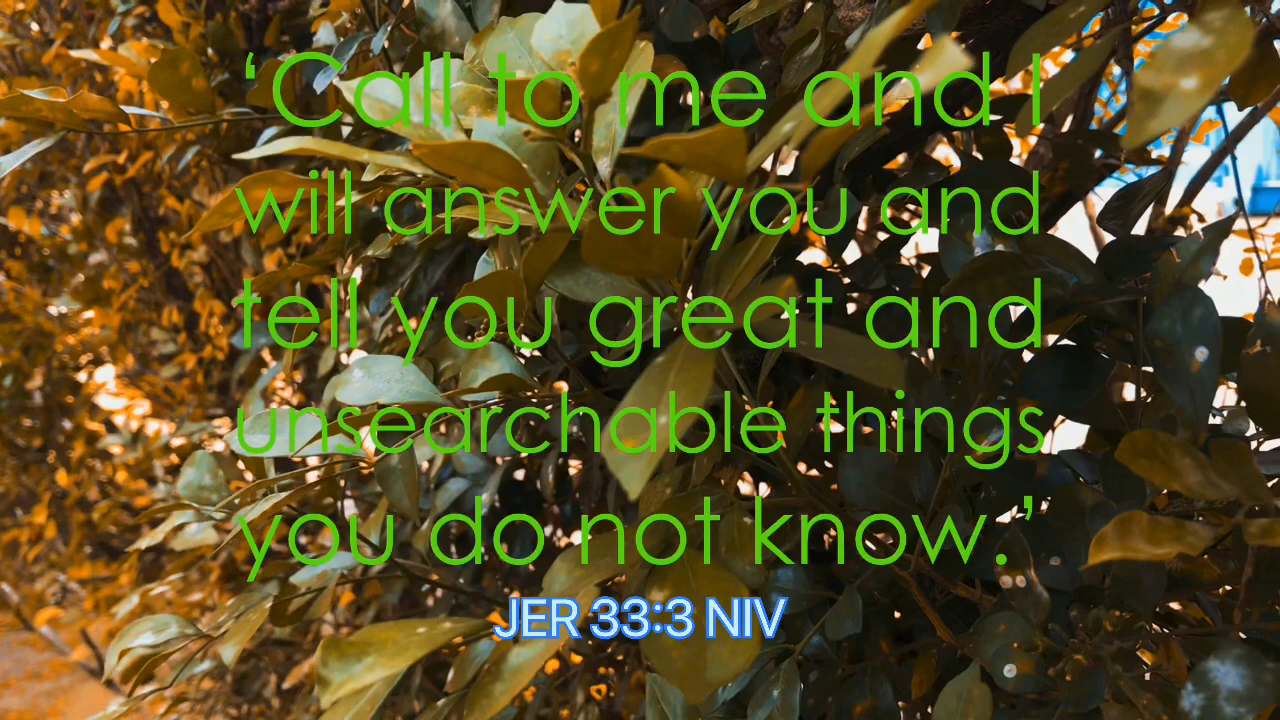 ‘Call to me and I
will answer you and
tell you great and
unsearchable things
you do not know.’
JER 33:3 NIV